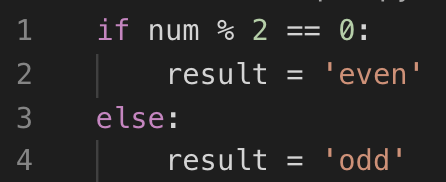 1 if num % 2 == 0:
2     result = 'even'
3 else:
4     result = 'odd'